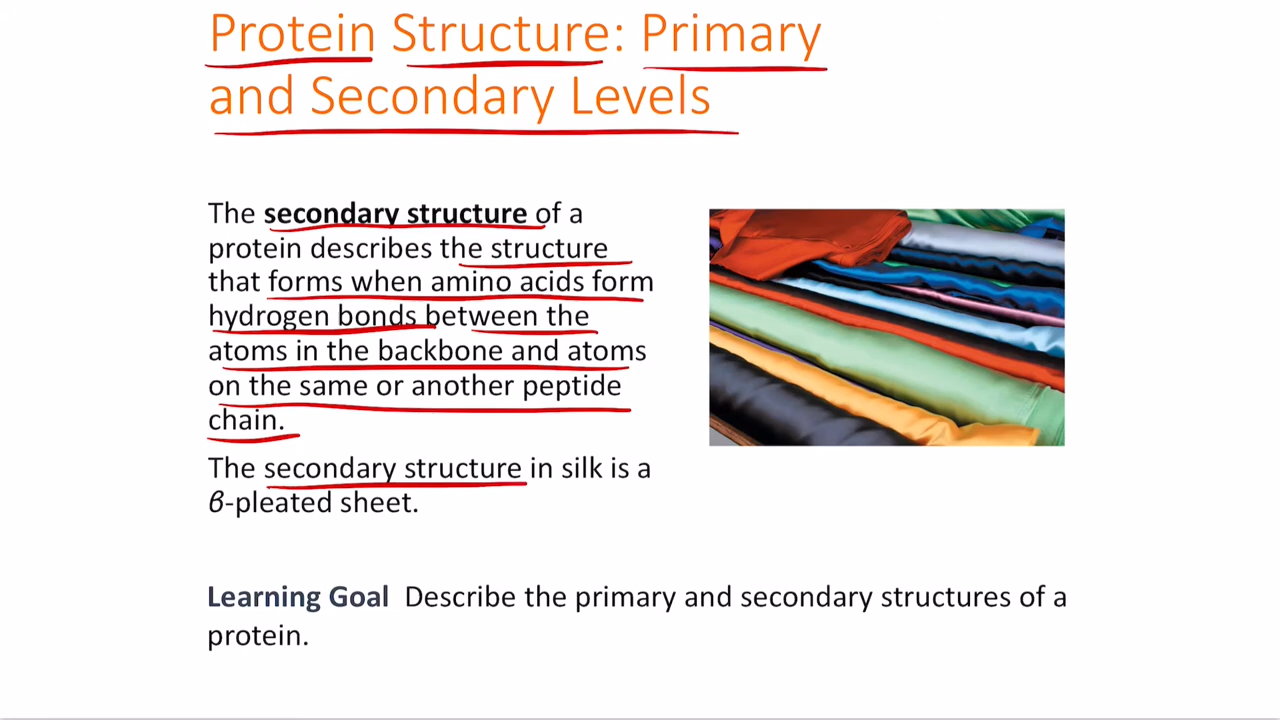 Protein Structure: Primary
and Secondary Levels
The secondary structure of a
protein describes the structure
that forms when amino acids form
hydrogen bonds between the
atoms in the backbone and atoms
on the same or another peptide
chain.
The secondary structure in silk is a
β-pleated sheet.
Learning Goal Describe the primary and secondary structures of a
protein.